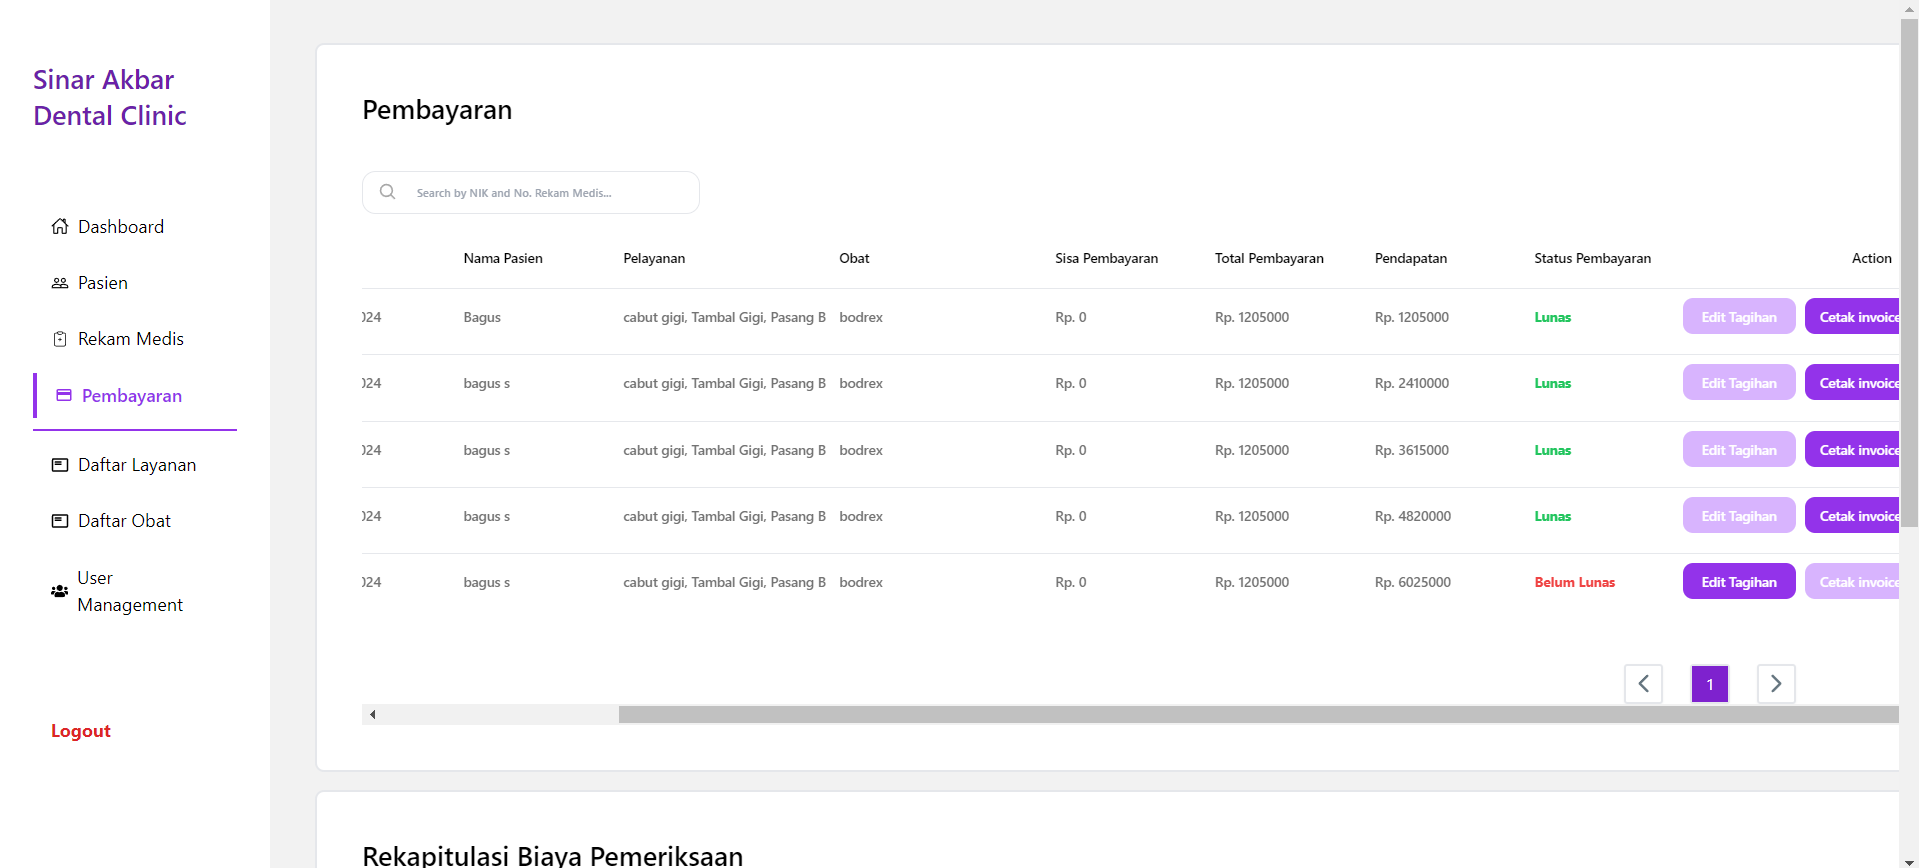 Sinar Akbar
Dental Clinic
Dashboard
Pasien
Rekam Medis
Pembayaran
Daftar Layanan
Daftar Obat
User
Management
Logout
Pembayaran
Search by NIK and No. Rekam Medis...
Nama Pasien Pelayanan Obat Sisa Pembayaran Total Pembayaran Pendapatan Status Pembayaran Action
024 Bagus cabut gigi, Tambal Gigi, Pasang B bodrex Rp. 0 Rp. 1205000 Rp. 1205000 Lunas Edit Tagihan Cetak invoice
024 bagus s cabut gigi, Tambal Gigi, Pasang B bodrex Rp. 0 Rp. 1205000 Rp. 2410000 Lunas Edit Tagihan Cetak invoice
024 bagus s cabut gigi, Tambal Gigi, Pasang B bodrex Rp. 0 Rp. 1205000 Rp. 3615000 Lunas Edit Tagihan Cetak invoice
024 bagus s cabut gigi, Tambal Gigi, Pasang B bodrex Rp. 0 Rp. 1205000 Rp. 4820000 Lunas Edit Tagihan Cetak invoice
024 bagus s cabut gigi, Tambal Gigi, Pasang B bodrex Rp. 0 Rp. 1205000 Rp. 6025000 Belum Lunas Edit Tagihan Cetak invoice
1
Rekapitulasi Biaya Pemeriksaan